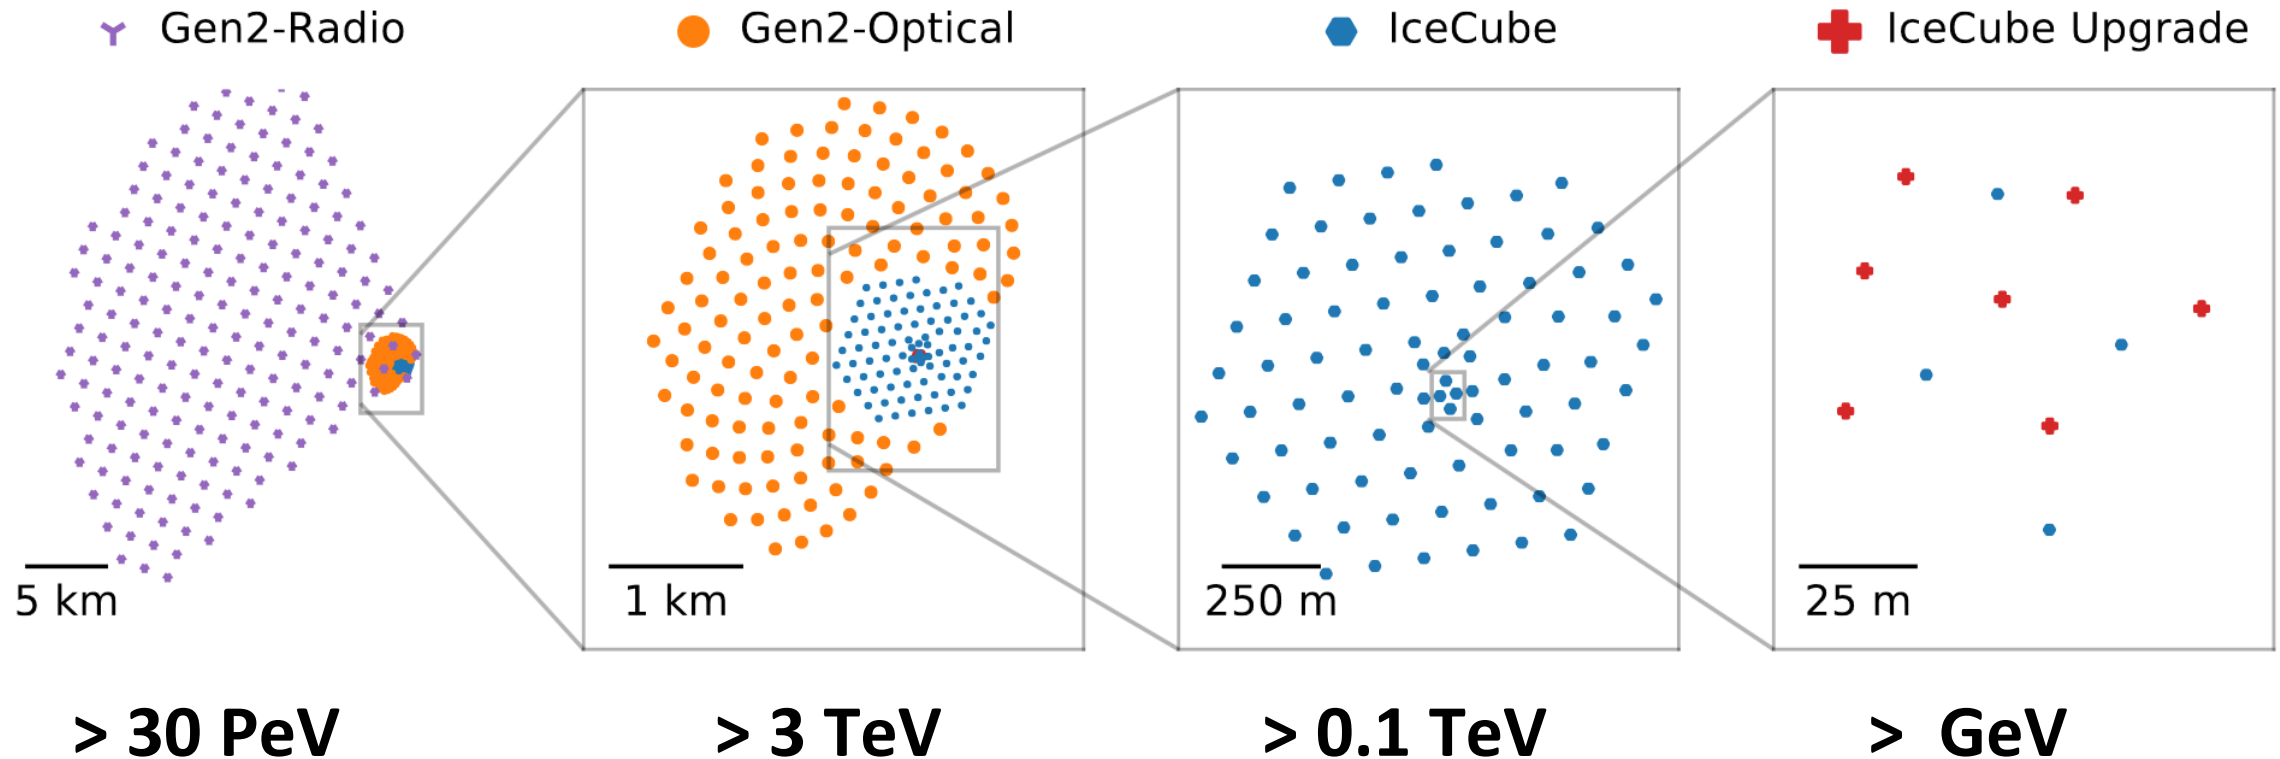 Gen2-Radio
Gen2-Optical
IceCube
IceCube Upgrade
5 km
1 km
250 m
25 m
> 30 PeV
> 3 TeV
> 0.1 TeV
> GeV